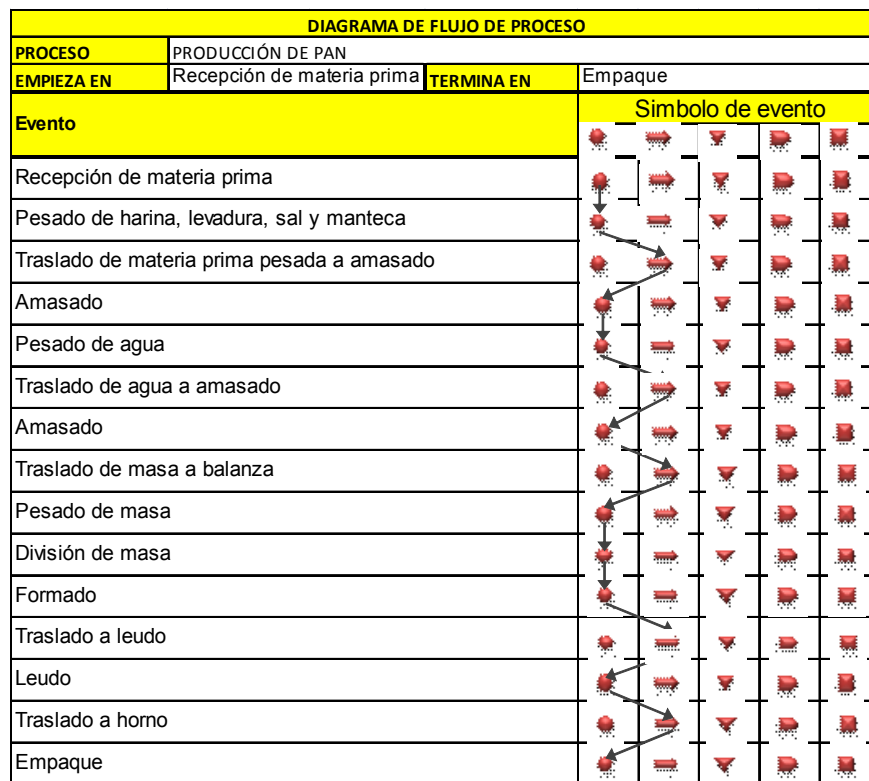 DIAGRAMA DE FLUJO DE PROCESO
PROCESO PRODUCCIÓN DE PAN
EMPIEZA EN Recepción de materia prima TERMINA EN Empaque
Evento Simbolo de evento
Recepción de materia prima
Pesado de harina, levadura, sal y manteca
Traslado de materia prima pesada a amasado
Amasado
Pesado de agua
Traslado de agua a amasado
Amasado
Traslado de masa a balanza
Pesado de masa
División de masa
Formado
Traslado a leudo
Leudo
Traslado a horno
Empaque